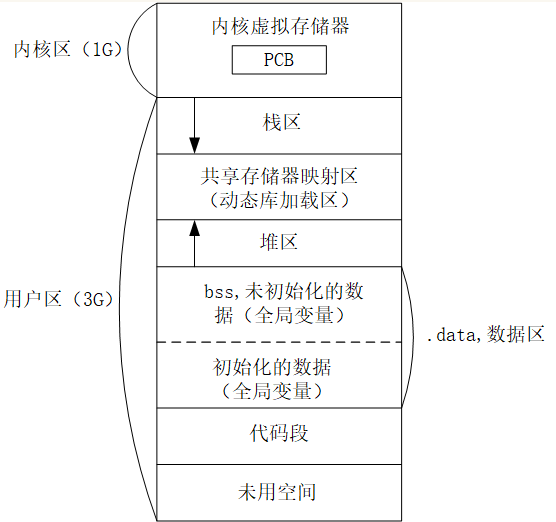 内核虚拟存储器
内核区（1G）
PCB
栈区
共享存储器映射区
（动态库加载区）
堆区
用户区（3G）
bss,未初始化的数
据（全局变量）
.data,数据区
初始化的数据
（全局变量）
代码段
未用空间